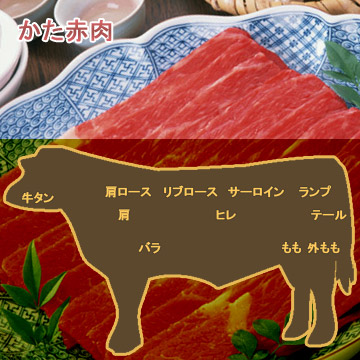 かた赤肉
肩ロース リブロース サーロイン ランプ
牛タン
肩 ヒレ テール
バラ もも 外もも